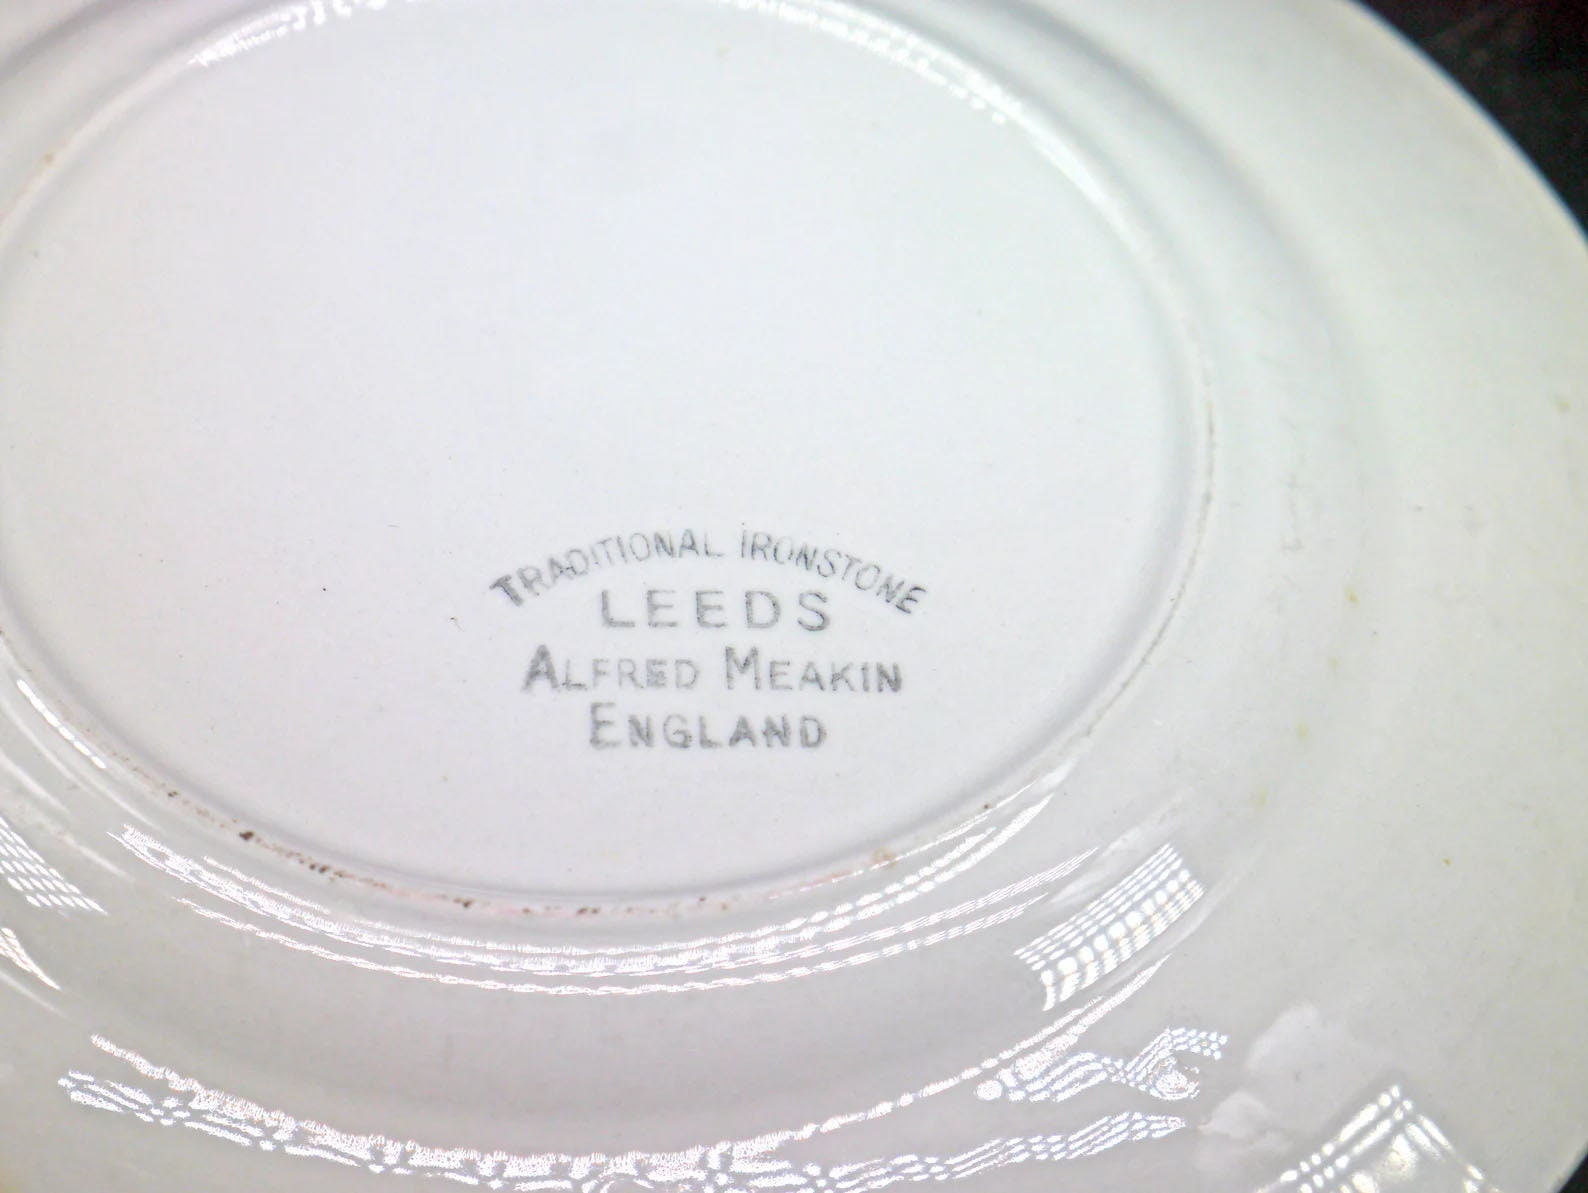 TRADITIONAL IRONSTONE
LEEDS
ALFRED MEAKIN
ENGLAND